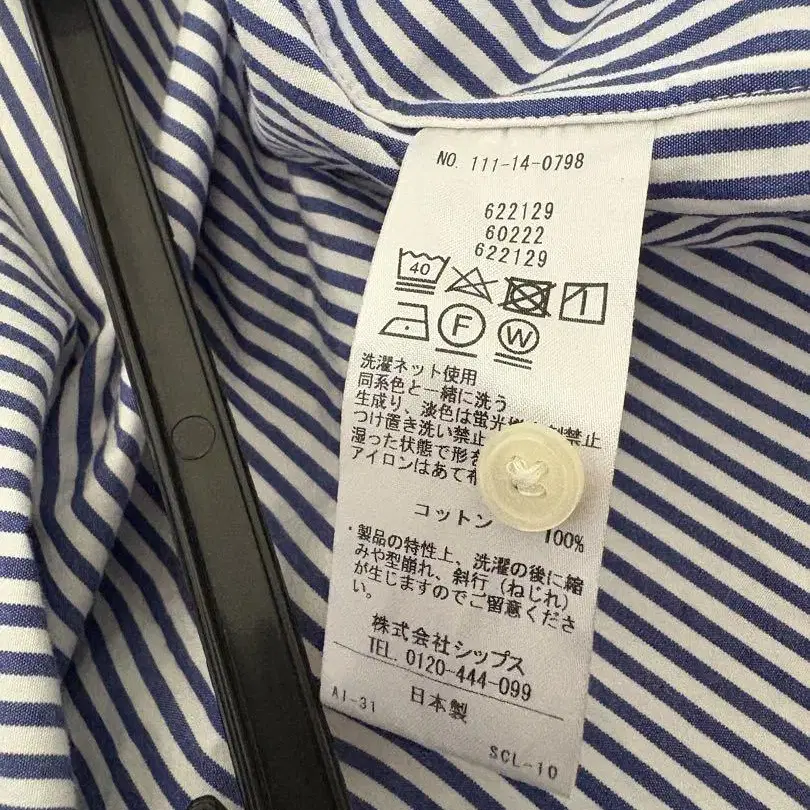 NO. 111-14-0798
622129
60222
622129
40
F
W
洗濯ネット使用
同系色と一緒に洗う
生成り、淡色は蛍光 禁止
つけ置き洗い禁止
湿った状態で形を
アイロンはあて布
コットン 100%
・製品の特性上、洗濯の後に縮
みや型崩れ、斜行（ねじれ）
が生じますのでご留意くださ
い。
株式会社シップス
TEL. 0120-444-099
AI-31 日本製
SCL-10